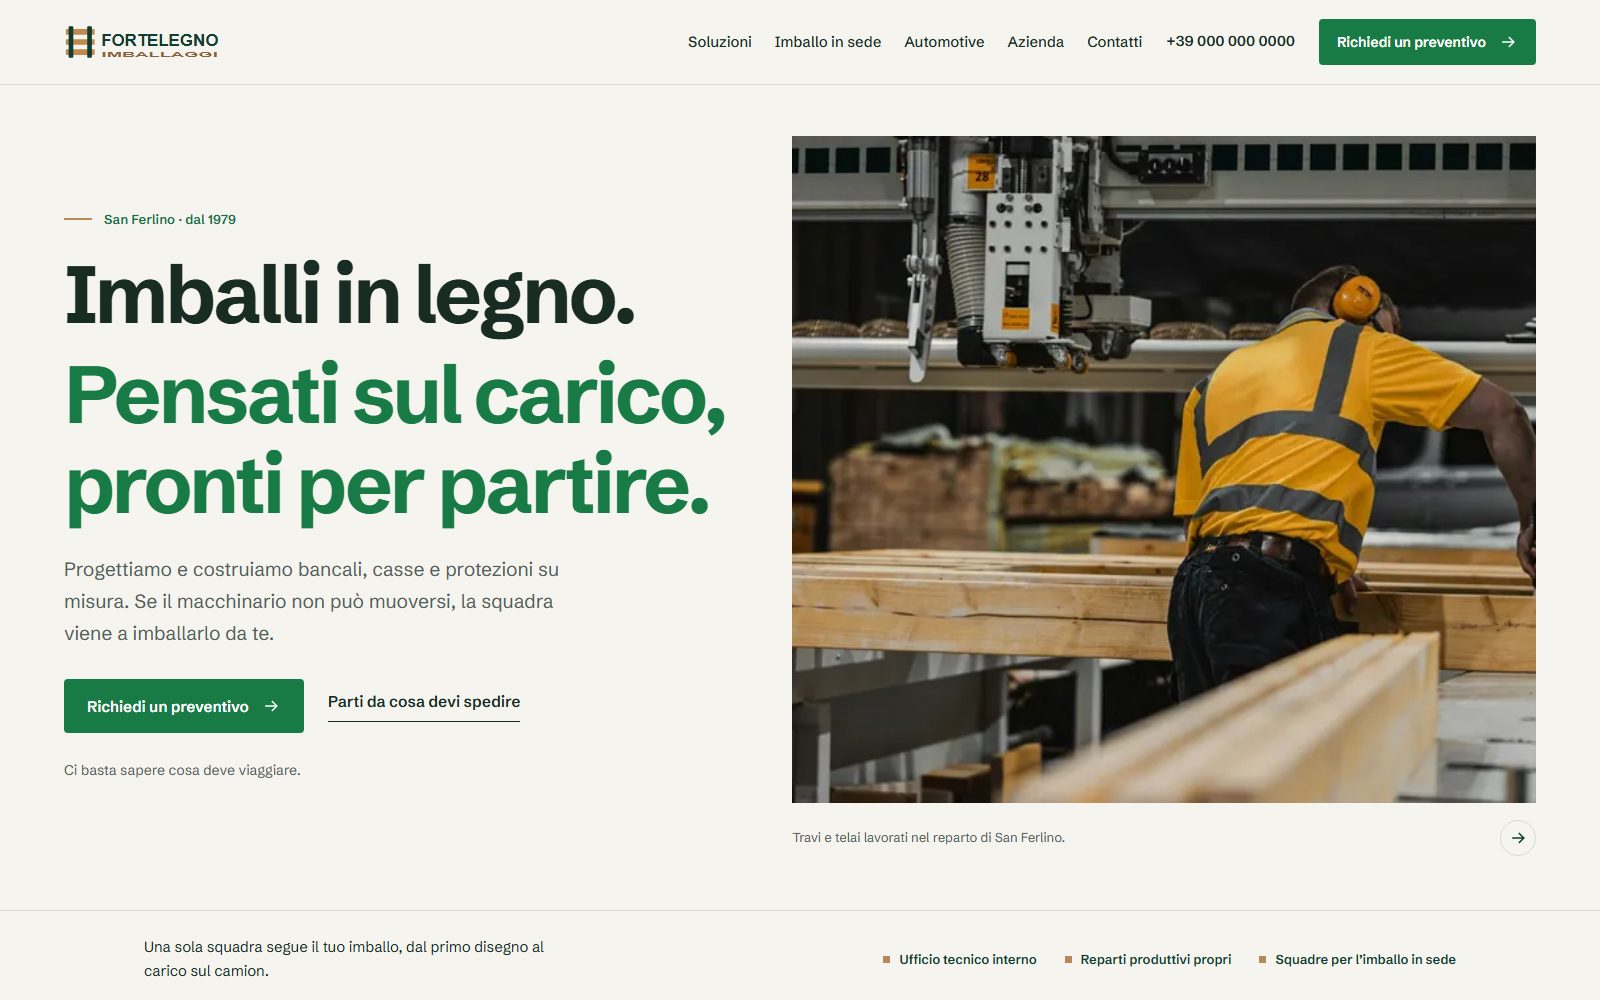 FORTELEGNO
IMBALLAGGI
Soluzioni
Imballo in sede
Automotive
Azienda
Contatti
+39 000 000 0000
Richiedi un preventivo →
San Ferlino · dal 1979
Imballi in legno.
Pensati sul carico,
pronti per partire.
Progettiamo e costruiamo bancali, casse e protezioni su
misura. Se il macchinario non può muoversi, la squadra
viene a imballarlo da te.
Richiedi un preventivo →
Parti da cosa devi spedire
Ci basta sapere cosa deve viaggiare.
28
Travi e telai lavorati nel reparto di San Ferlino.
→
Una sola squadra segue il tuo imballo, dal primo disegno al
carico sul camion.
Ufficio tecnico interno
Reparti produttivi propri
Squadre per l’imballo in sede